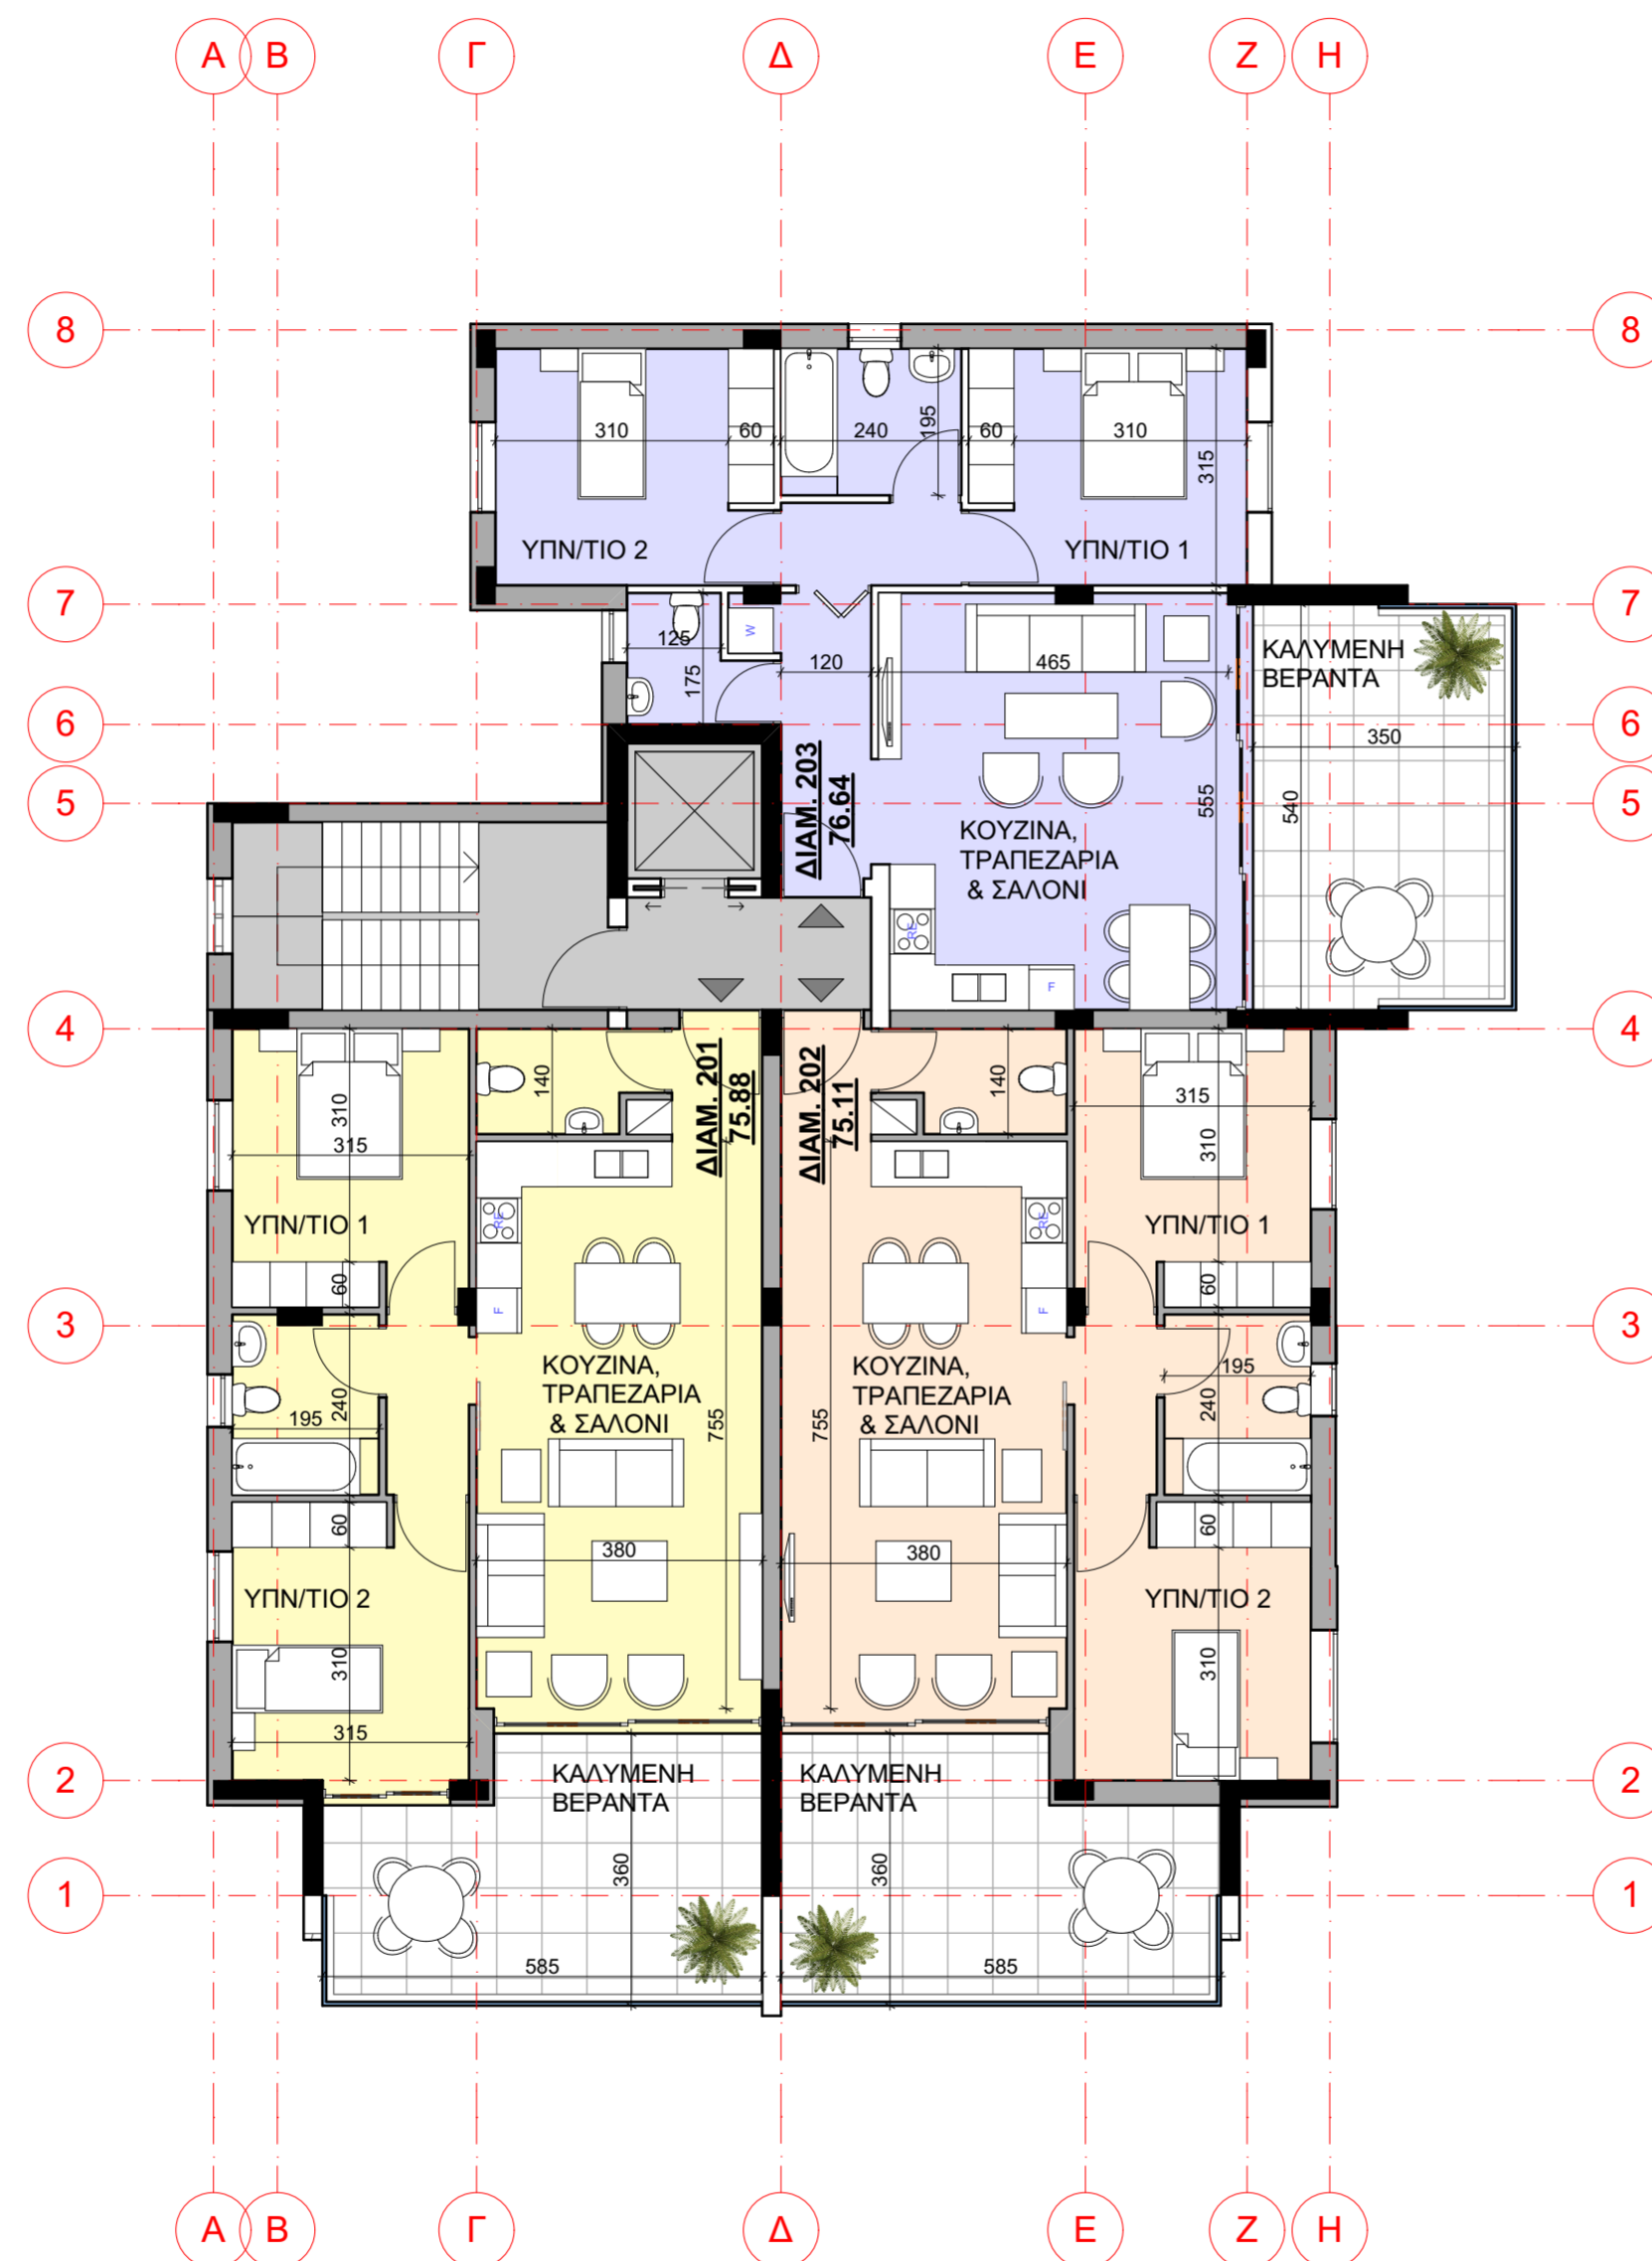 Α Β Γ Δ Ε Ζ Η
8 8
310 60 240 195 60 310 315
ΥΠΝ/ΤΙΟ 2
ΥΠΝ/ΤΙΟ 1
7 7
W
125
175
120
465
ΚΑΛΥΜΕΝΗ
ΒΕΡΑΝΤΑ
6 6
350
ΔΙΑΜ. 203
76.64
5 5
555
540
ΚΟΥΖΙΝΑ,
ΤΡΑΠΕΖΑΡΙΑ
& ΣΑΛΟΝΙ
RE
F
4 4
140
ΔΙΑΜ. 201
75.88
ΔΙΑΜ. 202
75.11
140
310
315
315
310
ΥΠΝ/ΤΙΟ 1
RE
RE
ΥΠΝ/ΤΙΟ 1
60
F
F
60
3 3
ΚΟΥΖΙΝΑ,
ΤΡΑΠΕΖΑΡΙΑ
& ΣΑΛΟΝΙ
ΚΟΥΖΙΝΑ,
ΤΡΑΠΕΖΑΡΙΑ
& ΣΑΛΟΝΙ
195
240
755
755
195
240
60
60
380
380
ΥΠΝ/ΤΙΟ 2
ΥΠΝ/ΤΙΟ 2
310
310
315
2 2
ΚΑΛΥΜΕΝΗ
ΒΕΡΑΝΤΑ
ΚΑΛΥΜΕΝΗ
ΒΕΡΑΝΤΑ
360
360
1 1
585
585
Α Β Γ Δ Ε Ζ Η